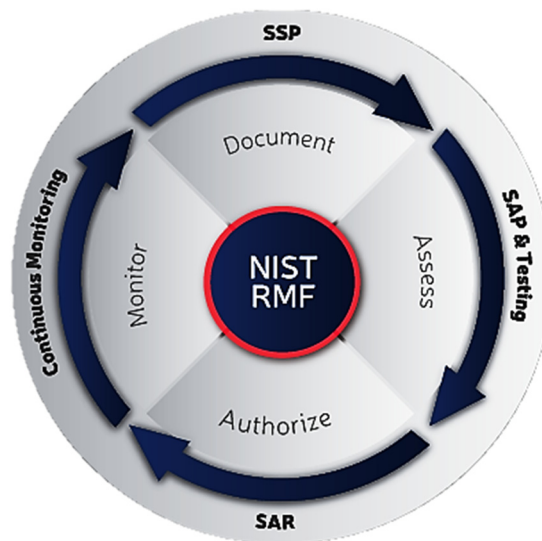 SSP
Document
SAP & Testing
Assess
NIST
RMF
Authorize
SAR
Monitor
Continuous Monitoring